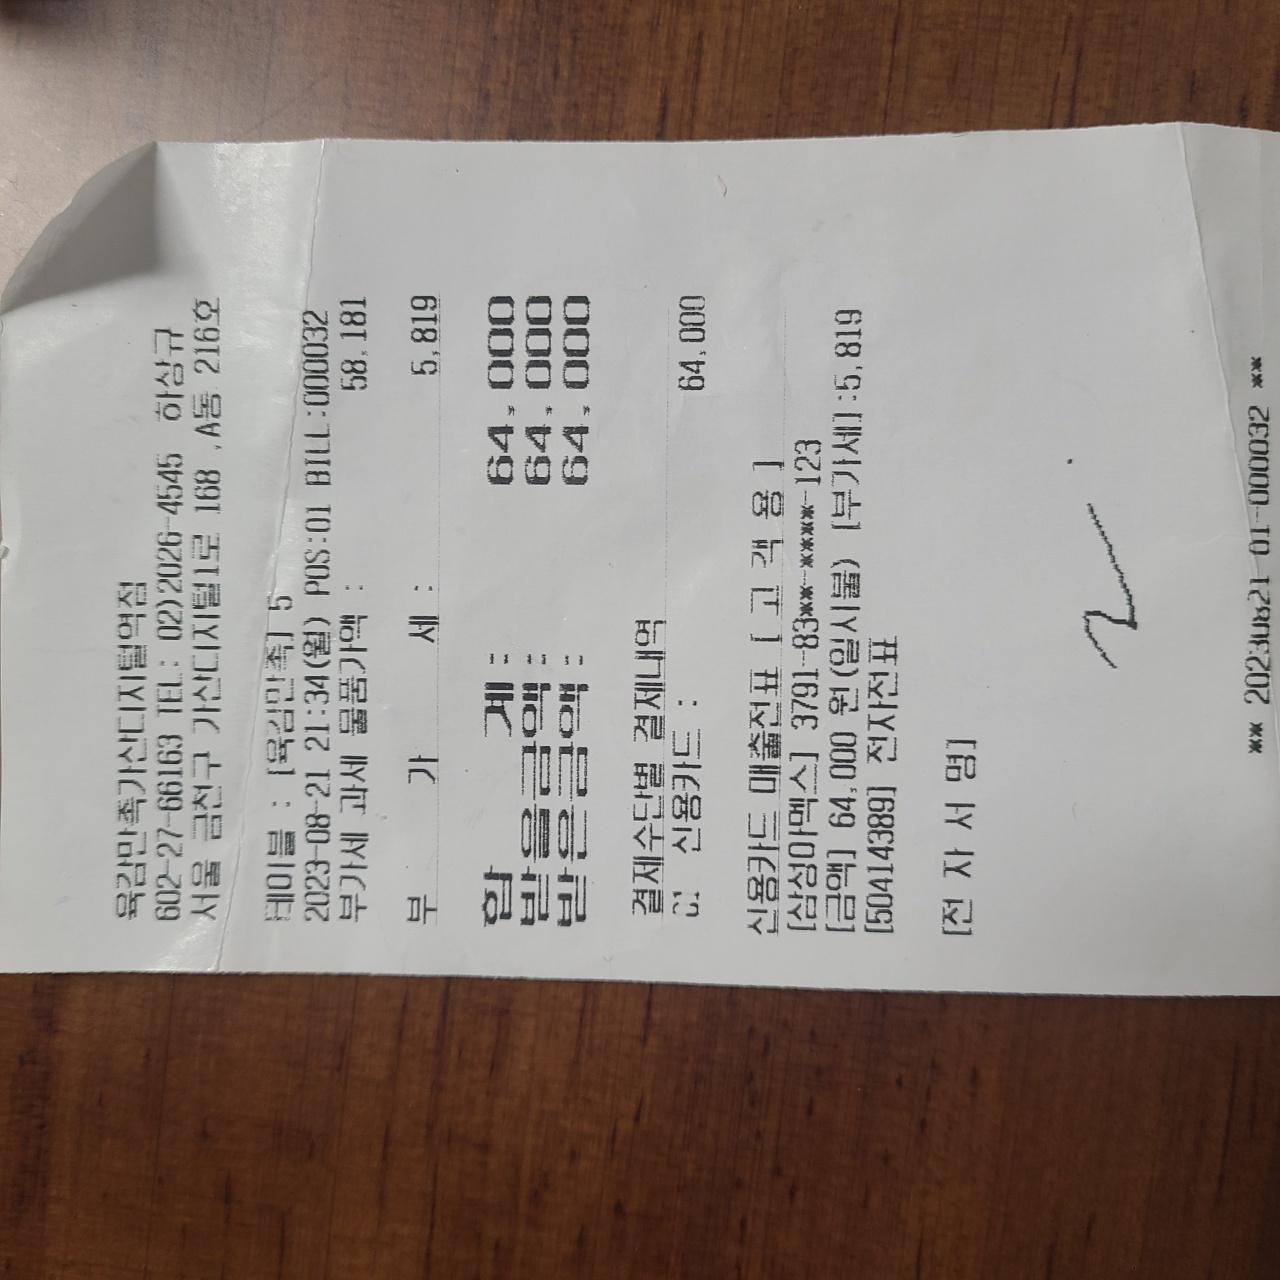 육감만족가산디지털역점
602-27-66163 TEL: 02)2026-4545 하상규
서울 금천구 가산디지털1로 168 ,A동 216호
테이블 : [육감만족] 5
2023-08-21 21:34(월) POS:01 BILL:000032
부가세 과세 물품가액 : 58,181
부 가 세 : 5,819
합 계: 64,000
받을금액: 64,000
받은금액: 64,000
결제수단별 결제내역
01 신용카드 : 64,000
신용카드 매출전표 [ 고 객 용 ]
[삼성아멕스] 3791-83**-****-123
[금액] 64,000 원(일시불) [부가세]:5,819
[50414389] 전자전표
[전 자 서 명]
** 20230821 01-000032 **